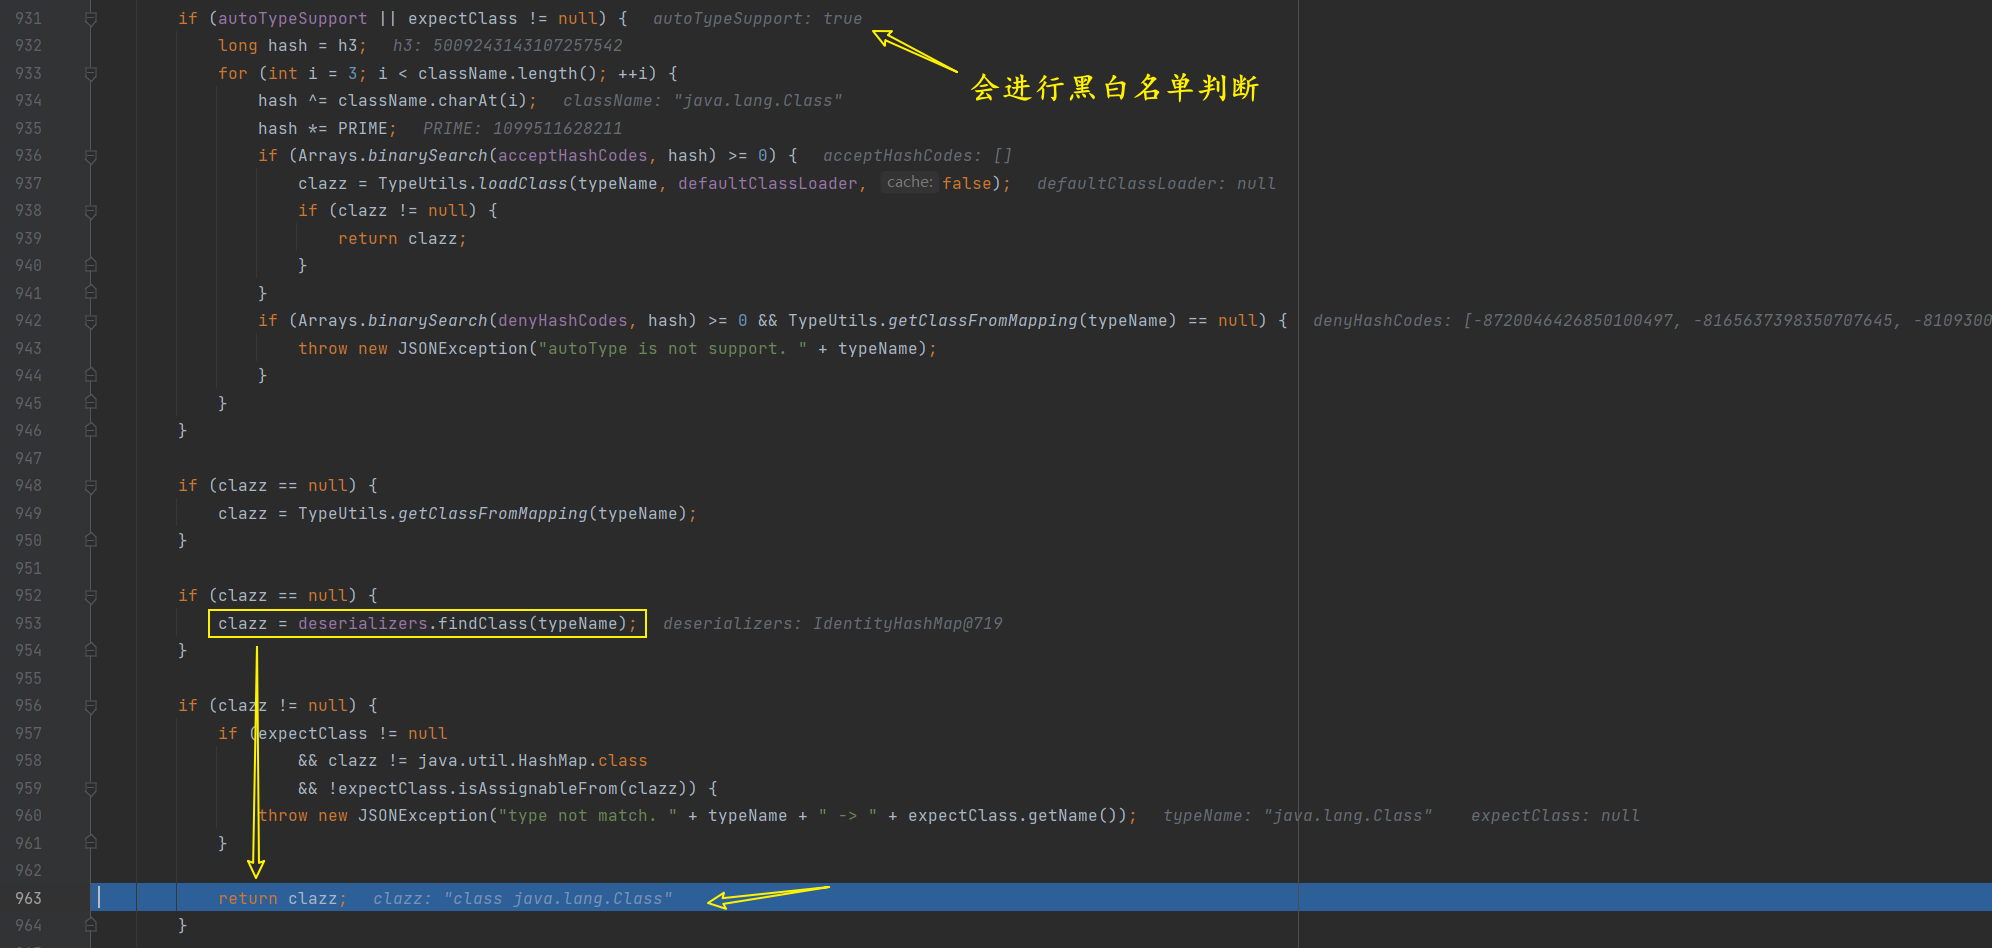 931 if (autoTypeSupport || expectClass != null) { autoTypeSupport: true
932 long hash = h3; h3: 5009243143107257542
933 for (int i = 3; i < className.length(); ++i) {
会进行黑白名单判断
934 hash ^= className.charAt(i); className: "java.lang.Class"
935 hash *= PRIME; PRIME: 1099511628211
936 if (Arrays.binarySearch(acceptHashCodes, hash) >= 0) { acceptHashCodes: []
937 clazz = TypeUtils.loadClass(typeName, defaultClassLoader, cache: false); defaultClassLoader: null
938 if (clazz != null) {
939 return clazz;
940 }
941 }
942 if (Arrays.binarySearch(denyHashCodes, hash) >= 0 && TypeUtils.getClassFromMapping(typeName) == null) { denyHashCodes: [-8720046426850100497, -8165637398350707645, -8109300
943 throw new JSONException("autoType is not support. " + typeName);
944 }
945 }
946 }
947
948 if (clazz == null) {
949 clazz = TypeUtils.getClassFromMapping(typeName);
950 }
951
952 if (clazz == null) {
953 clazz = deserializers.findClass(typeName); deserializers: IdentityHashMap@719
954 }
955
956 if (clazz != null) {
957 if (expectClass != null
958 && clazz != java.util.HashMap.class
959 && !expectClass.isAssignableFrom(clazz)) {
960 throw new JSONException("type not match. " + typeName + " -> " + expectClass.getName()); typeName: "java.lang.Class" expectClass: null
961 }
962
963 return clazz; clazz: "class java.lang.Class"
964 }